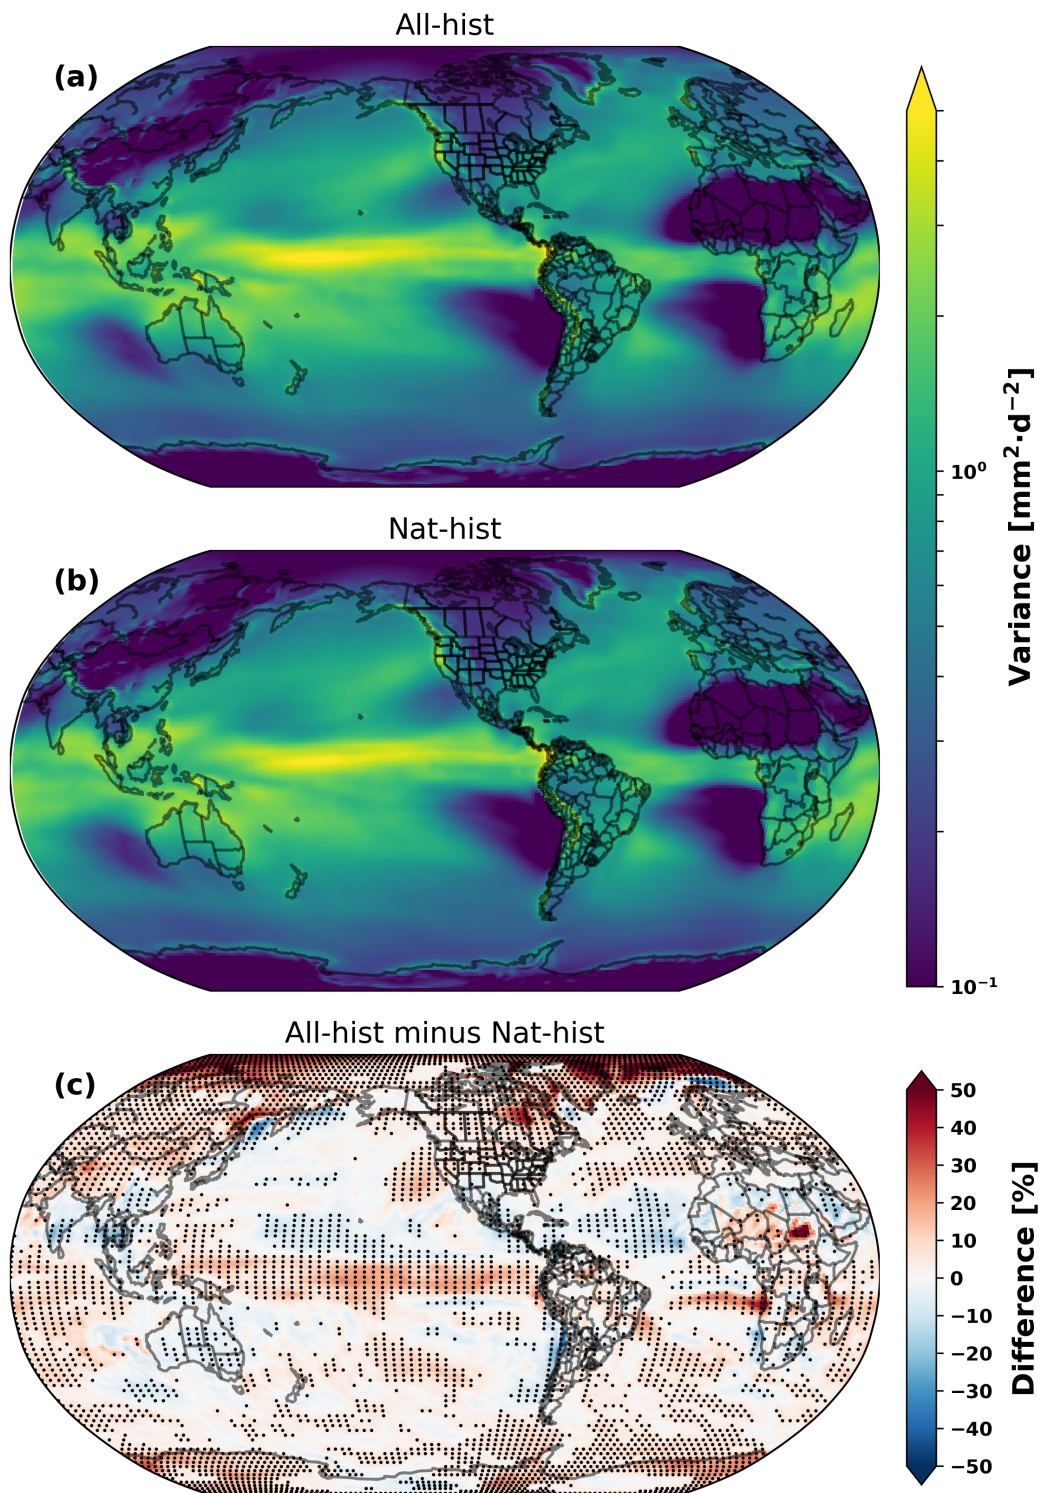 All-hist
(a)
Nat-hist
(b)
10⁰
10⁻¹
Variance [mm²·d⁻²]
All-hist minus Nat-hist
(c)
50
40
30
20
10
0
−10
−20
−30
−40
−50
Difference [%]